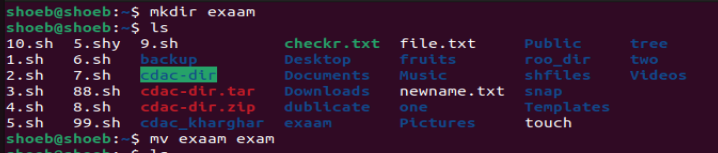 shoeb@shoeb:~$ mkdir exaam
shoeb@shoeb:~$ ls
10.sh 5.shy 9.sh checkr.txt file.txt Public tree
1.sh 6.sh backup Desktop fruits roo_dir two
2.sh 7.sh cdac-dir Documents Music shfiles Videos
3.sh 88.sh cdac-dir.tar Downloads newname.txt snap
4.sh 8.sh cdac-dir.zip dublicate one Templates
5.sh 99.sh cdac_kharghar exaam Pictures touch
shoeb@shoeb:~$ mv exaam exam
shoeb@shoeb:~$ ls